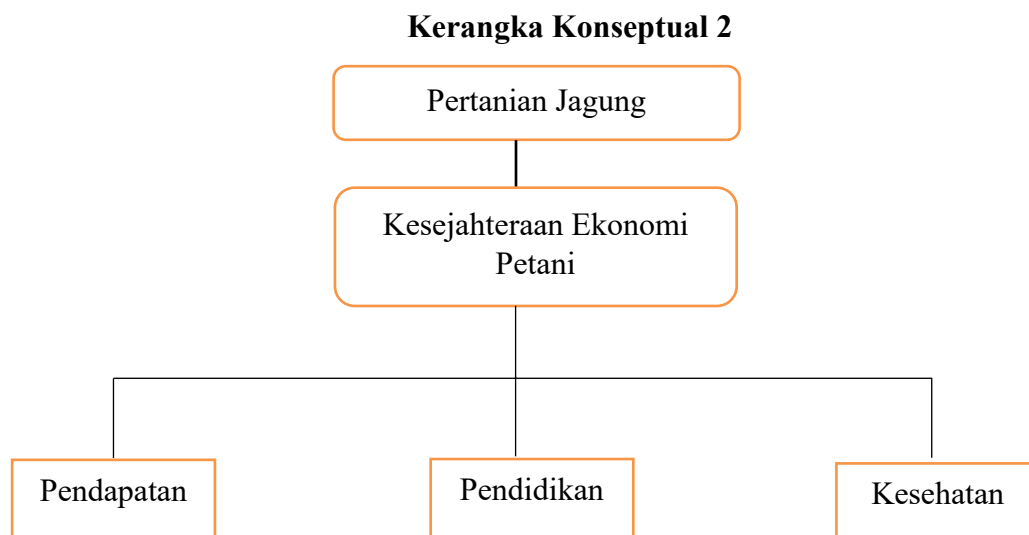 Kerangka Konseptual 2
Pertanian Jagung
Kesejahteraan Ekonomi
Petani
Pendapatan
Pendidikan
Kesehatan